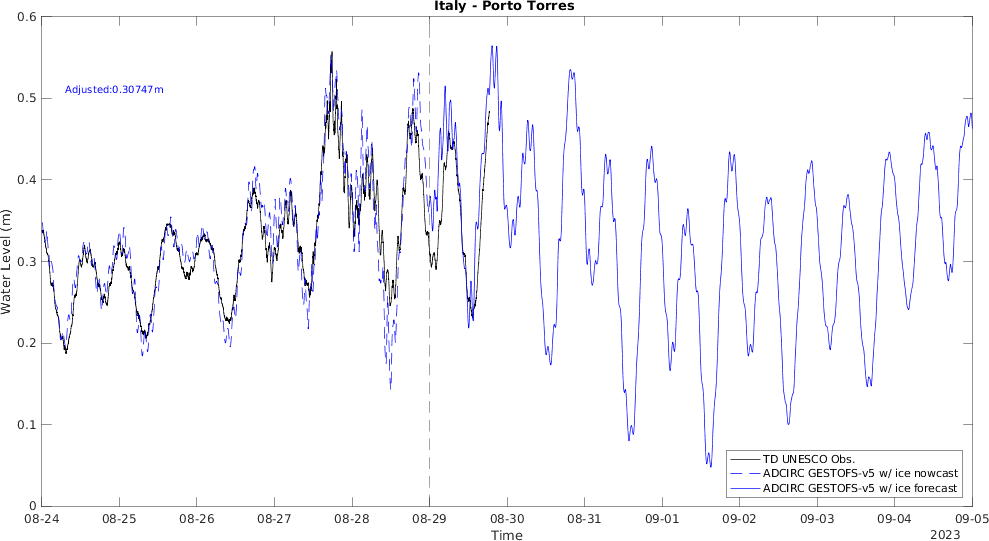 Italy - Porto Torres
Water Level (m)
0.6
0.5
0.4
0.3
0.2
0.1
0
Adjusted:0.30747m
TD UNESCO Obs.
ADCIRC GESTOFS-v5 w/ ice nowcast
ADCIRC GESTOFS-v5 w/ ice forecast
08-24 08-25 08-26 08-27 08-28 08-29 08-30 08-31 09-01 09-02 09-03 09-04 09-05
Time
2023